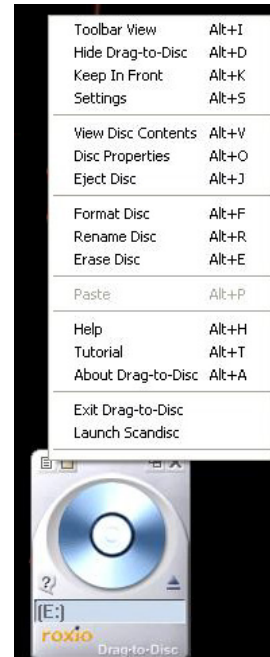 Toolbar View Alt+I
Hide Drag-to-Disc Alt+D
Keep In Front Alt+K
Settings Alt+S
View Disc Contents Alt+V
Disc Properties Alt+O
Eject Disc Alt+J
Format Disc Alt+F
Rename Disc Alt+R
Erase Disc Alt+E
Paste Alt+P
Help Alt+H
Tutorial Alt+T
About Drag-to-Disc Alt+A
Exit Drag-to-Disc
Launch Scandisc
?
(E:)
roxio
Drag-to-Disc